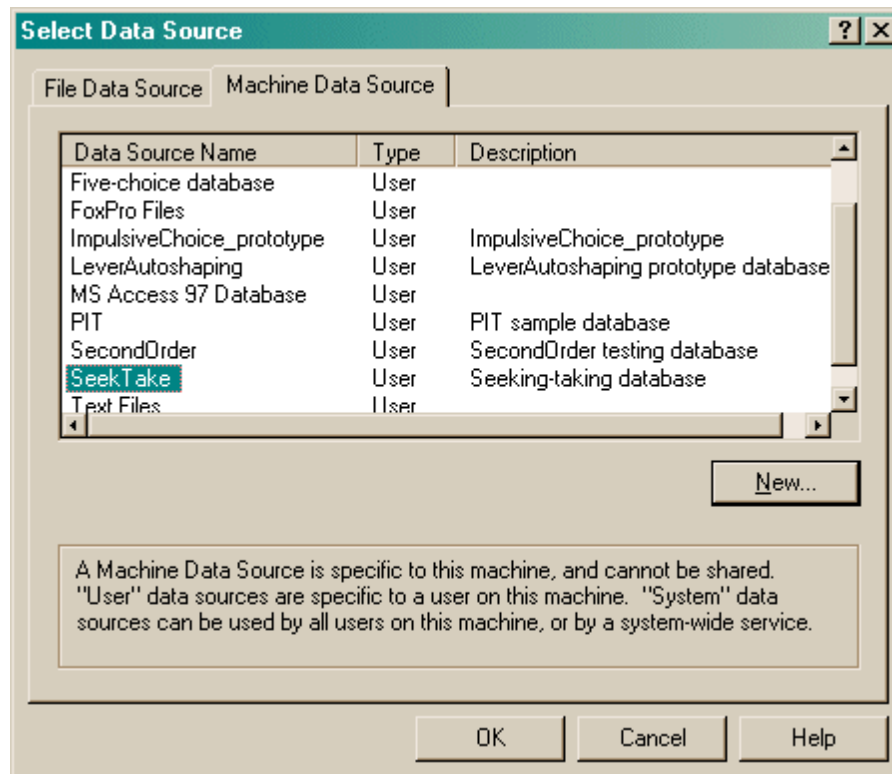 Select Data Source
File Data Source Machine Data Source
Data Source Name Type Description
Five-choice database User
FoxPro Files User
ImpulsiveChoice_prototype User ImpulsiveChoice_prototype
LeverAutoshaping User LeverAutoshaping prototype database
MS Access 97 Database User
PIT User PIT sample database
SecondOrder User SecondOrder testing database
SeekTake User Seeking-taking database
Text Files User
New...
A Machine Data Source is specific to this machine, and cannot be shared.
"User" data sources are specific to a user on this machine. "System" data
sources can be used by all users on this machine, or by a system-wide service.
OK Cancel Help